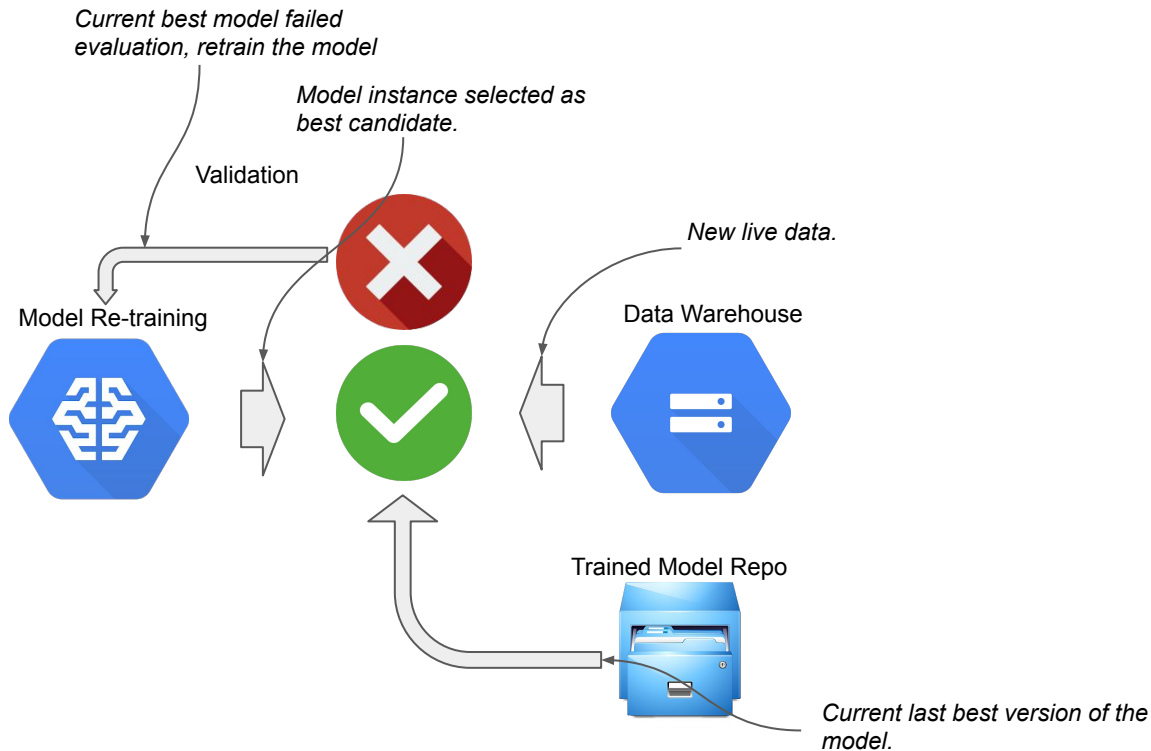 Current best model failed
evaluation, retrain the model
Model instance selected as
best candidate.
Validation
New live data.
Model Re-training
Data Warehouse
Trained Model Repo
Current last best version of the
model.